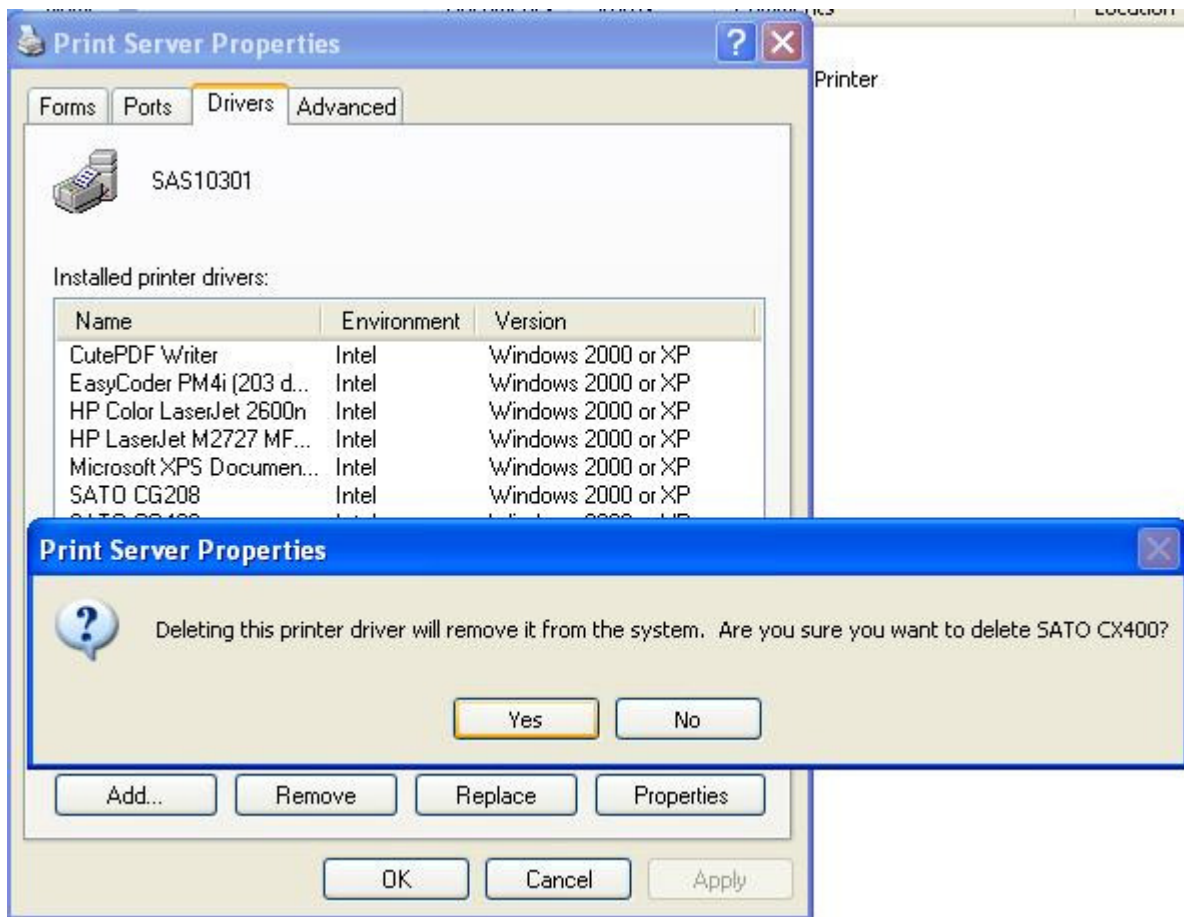 Print Server Properties
Printer
Forms Ports Drivers Advanced
SAS10301
Installed printer drivers:
Name Environment Version
CutePDF Writer Intel Windows 2000 or XP
EasyCoder PM4i (203 d... Intel Windows 2000 or XP
HP Color LaserJet 2600n Intel Windows 2000 or XP
HP LaserJet M2727 MF... Intel Windows 2000 or XP
Microsoft XPS Documen... Intel Windows 2000 or XP
SATO CG208 Intel Windows 2000 or XP
Print Server Properties
Deleting this printer driver will remove it from the system. Are you sure you want to delete SATO CX400?
Yes No
Add... Remove Replace Properties
OK Cancel Apply